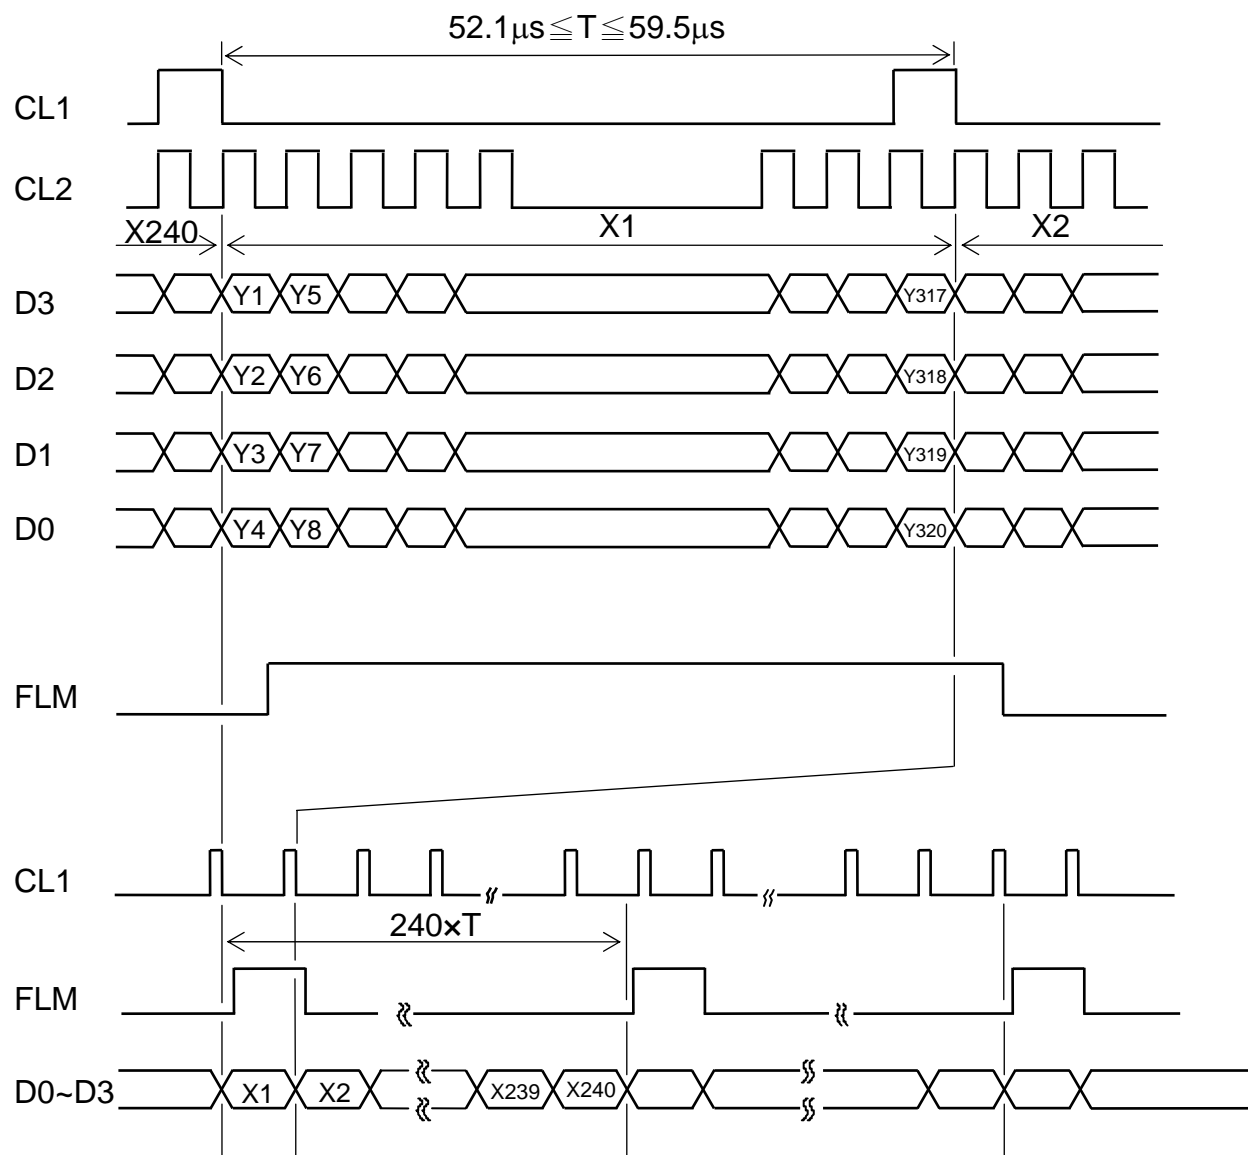 52.1μs≦T≦59.5μs
CL1
CL2
X240 X1 X2
D3 Y1 Y5 Y317
D2 Y2 Y6 Y318
D1 Y3 Y7 Y319
D0 Y4 Y8 Y320
FLM
CL1
240×T
FLM
D0~D3 X1 X2 X239 X240